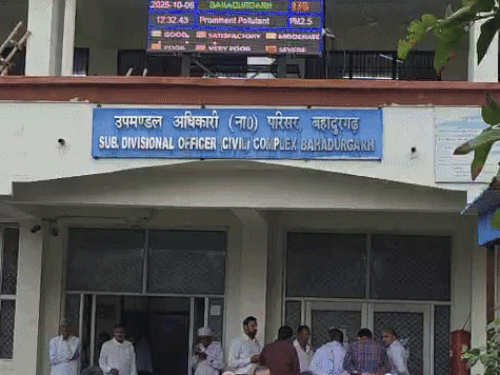 2025-10-06 BAHADURGARH
12:32:43 Prominent Pollutant PM2.5
GOOD SATISFACTORY MODERATE
POOR VERY POOR SEVERE
उपमण्डल अधिकारी (ना0) परिसर, बहादुरगढ़
SUB. DIVISIONAL OFFICER (CIVIL) COMPLEX BAHADURGARH